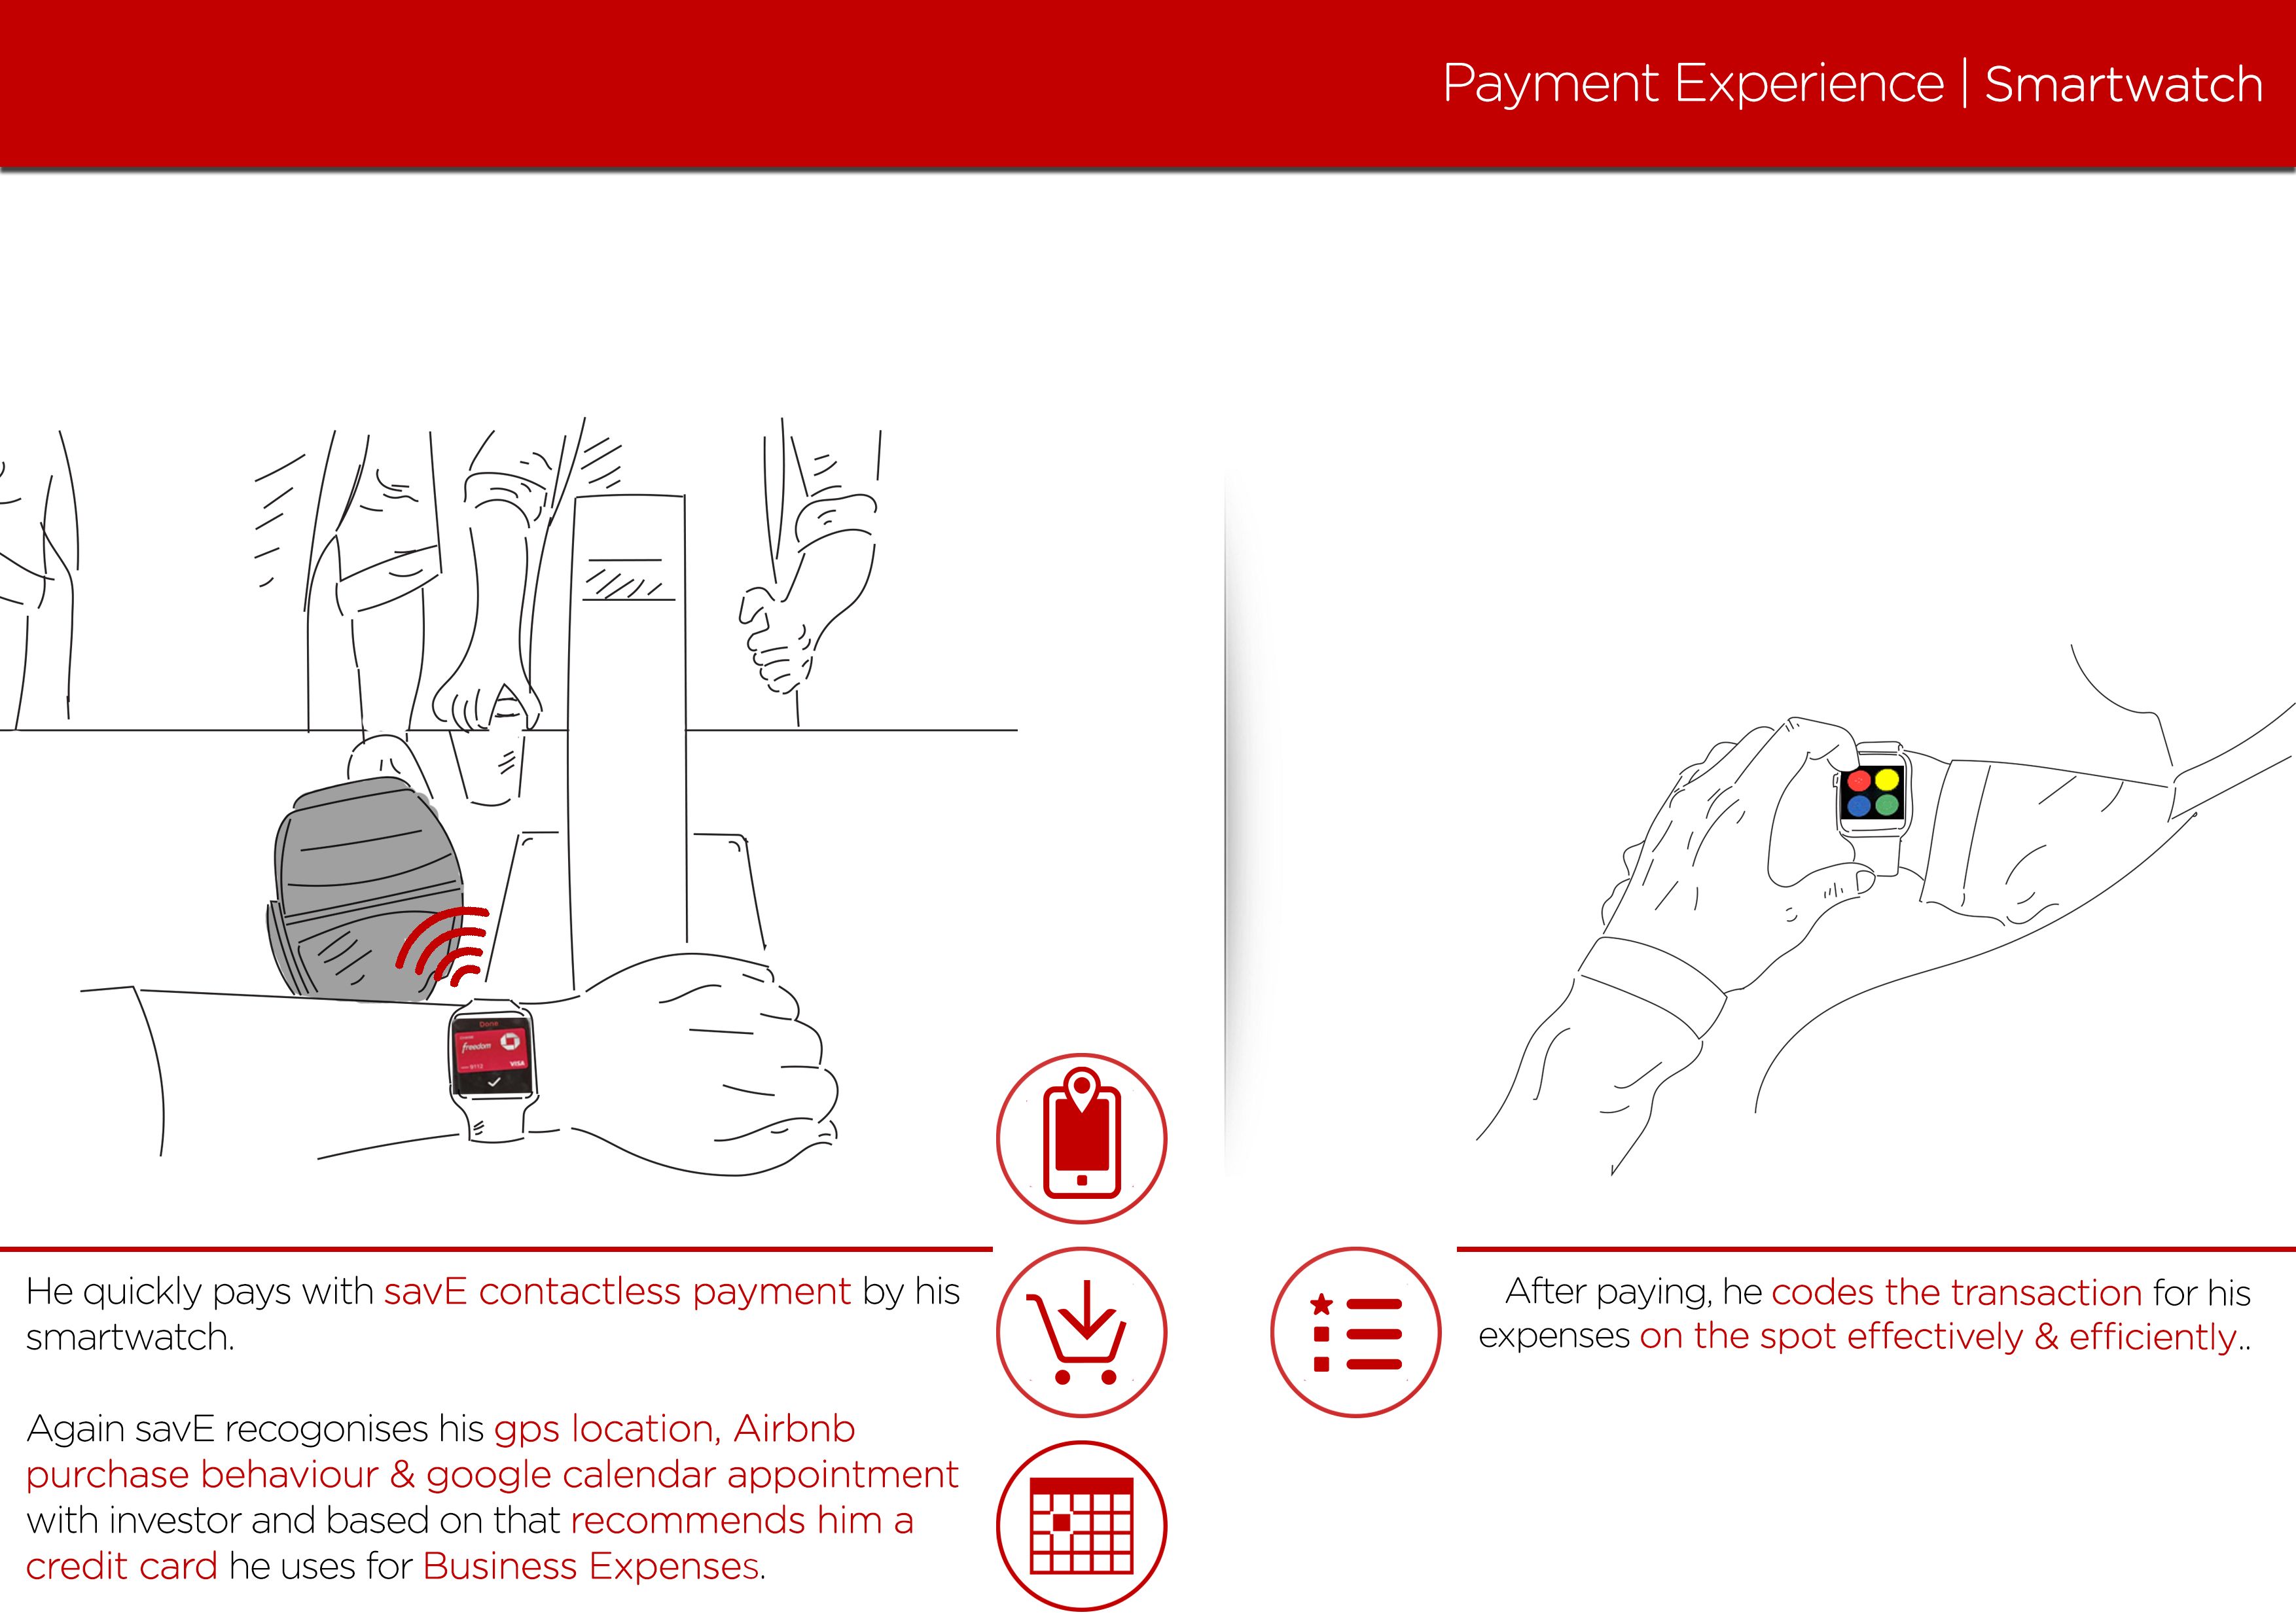 Payment Experience | Smartwatch
Done
freedom
9112
VISA
He quickly pays with savE contactless payment by his
smartwatch.
Again savE recogonises his gps location, Airbnb
purchase behaviour & google calendar appointment
with investor and based on that recommends him a
credit card he uses for Business Expenses.
After paying, he codes the transaction for his
expenses on the spot effectively & efficiently..